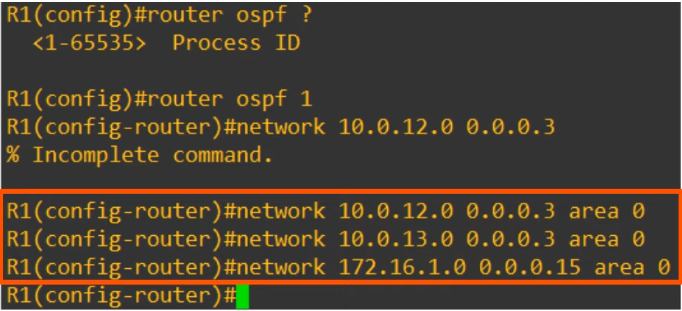 R1(config)#router ospf ?
<1-65535> Process ID
R1(config)#router ospf 1
R1(config-router)#network 10.0.12.0 0.0.0.3
% Incomplete command.
R1(config-router)#network 10.0.12.0 0.0.0.3 area 0
R1(config-router)#network 10.0.13.0 0.0.0.3 area 0
R1(config-router)#network 172.16.1.0 0.0.0.15 area 0
R1(config-router)#